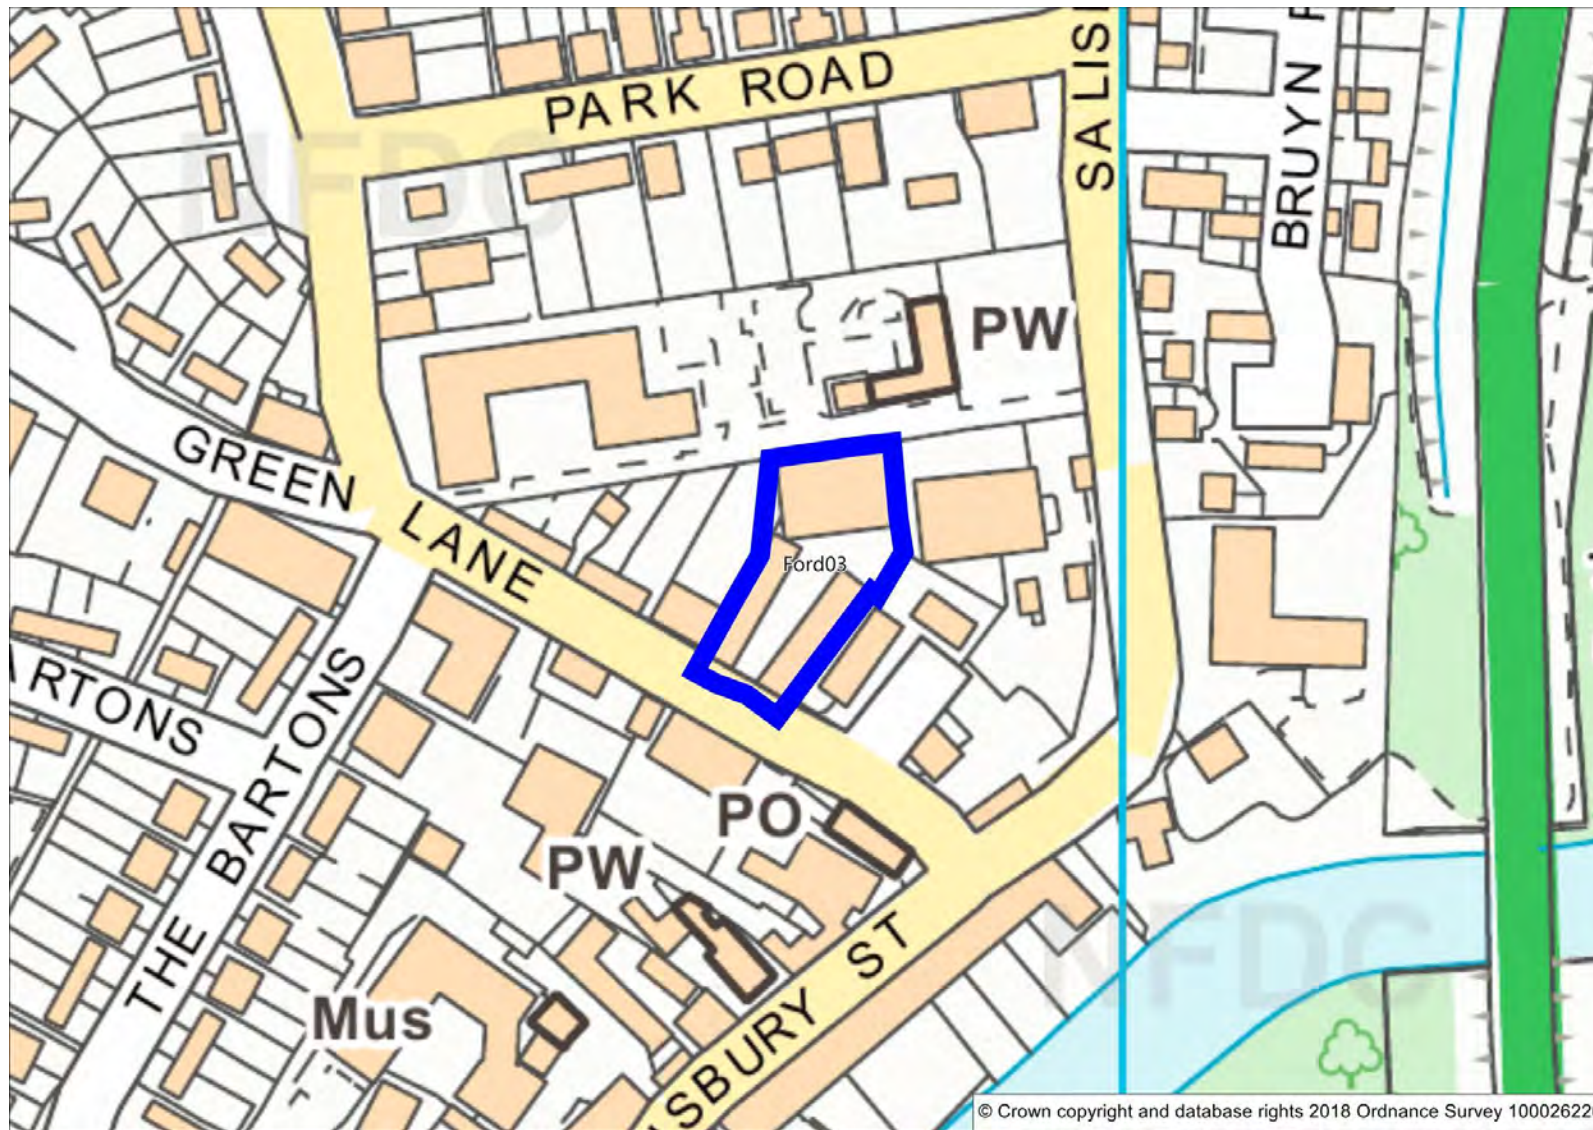 PARK ROAD
SALIS
BRUYN
NFDC
PW
GREEN LANE
Ford03
ARTONS
THE BARTONS
PO
PW
Mus
SBURY ST
NFDC
© Crown copyright and database rights 2018 Ordnance Survey 10002622